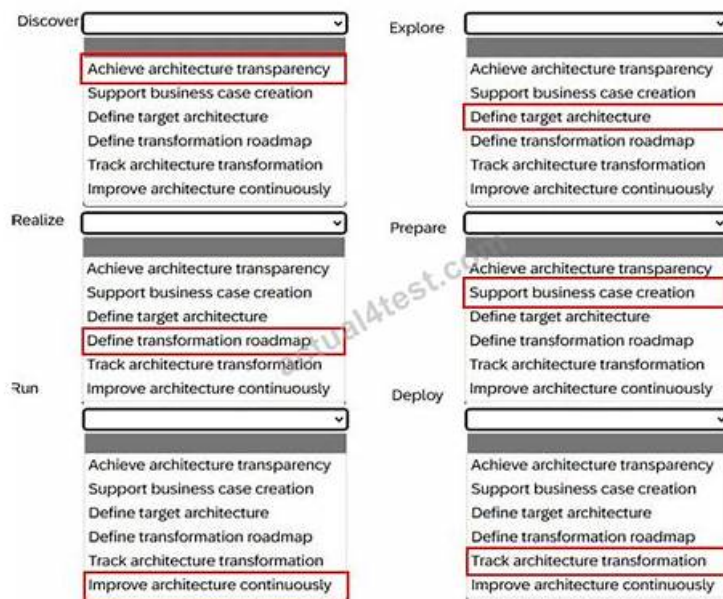 Discover
Achieve architecture transparency
Support business case creation
Define target architecture
Define transformation roadmap
Track architecture transformation
Improve architecture continuously
Explore
Achieve architecture transparency
Support business case creation
Define target architecture
Define transformation roadmap
Track architecture transformation
Improve architecture continuously
Realize
Achieve architecture transparency
Support business case creation
Define target architecture
Define transformation roadmap
Track architecture transformation
Improve architecture continuously
Prepare
Achieve architecture transparency
Support business case creation
Define target architecture
Define transformation roadmap
Track architecture transformation
Improve architecture continuously
Run
Achieve architecture transparency
Support business case creation
Define target architecture
Define transformation roadmap
Track architecture transformation
Improve architecture continuously
Deploy
Achieve architecture transparency
Support business case creation
Define target architecture
Define transformation roadmap
Track architecture transformation
Improve architecture continuously
actual4test.com